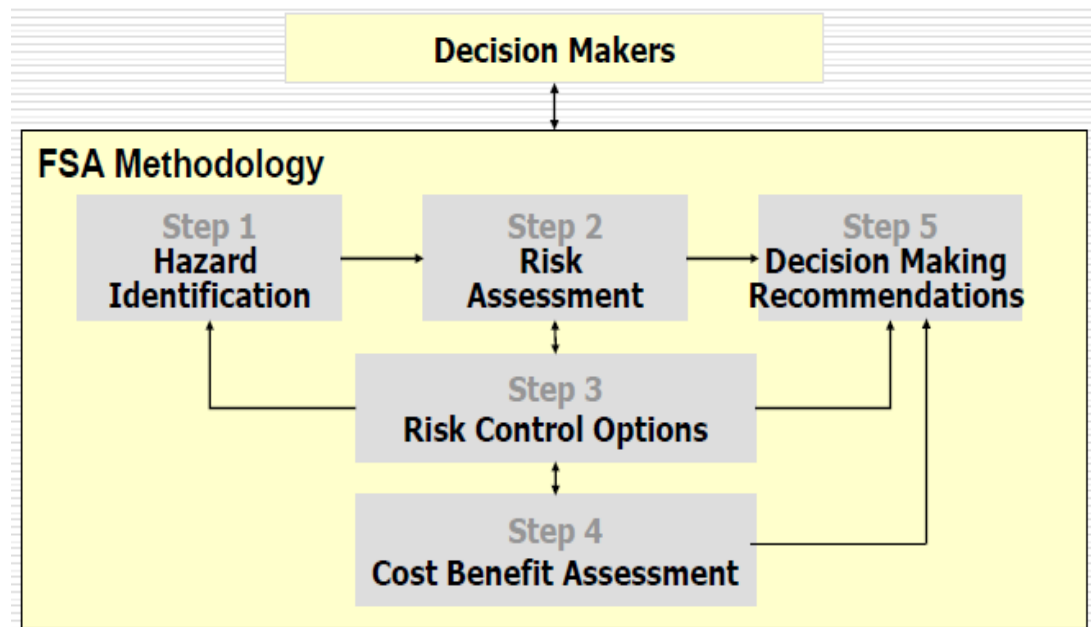 Decision Makers
FSA Methodology
Step 1
Hazard
Identification
Step 2
Risk
Assessment
Step 5
Decision Making
Recommendations
Step 3
Risk Control Options
Step 4
Cost Benefit Assessment